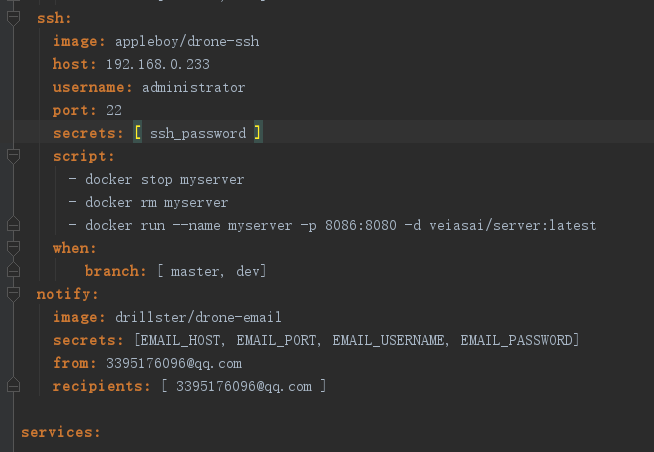 ssh:
image: appleboy/drone-ssh
host: 192.168.0.233
username: administrator
port: 22
secrets: [ ssh_password ]
script:
- docker stop myserver
- docker rm myserver
- docker run --name myserver -p 8086:8080 -d veiasai/server:latest
when:
branch: [ master, dev]
notify:
image: drillster/drone-email
secrets: [EMAIL_HOST, EMAIL_PORT, EMAIL_USERNAME, EMAIL_PASSWORD]
from: 3395176096@qq.com
recipients: [ 3395176096@qq.com ]
services: